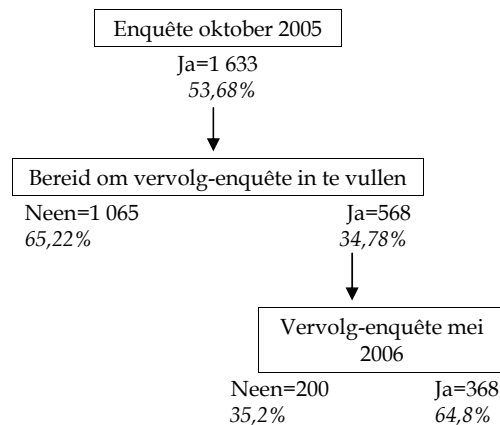 Enquête oktober 2005
Ja=1 633
53,68%
Bereid om vervolg-enquête in te vullen
Neen=1 065 Ja=568
65,22% 34,78%
Vervolg-enquête mei
2006
Neen=200 Ja=368
35,2% 64,8%